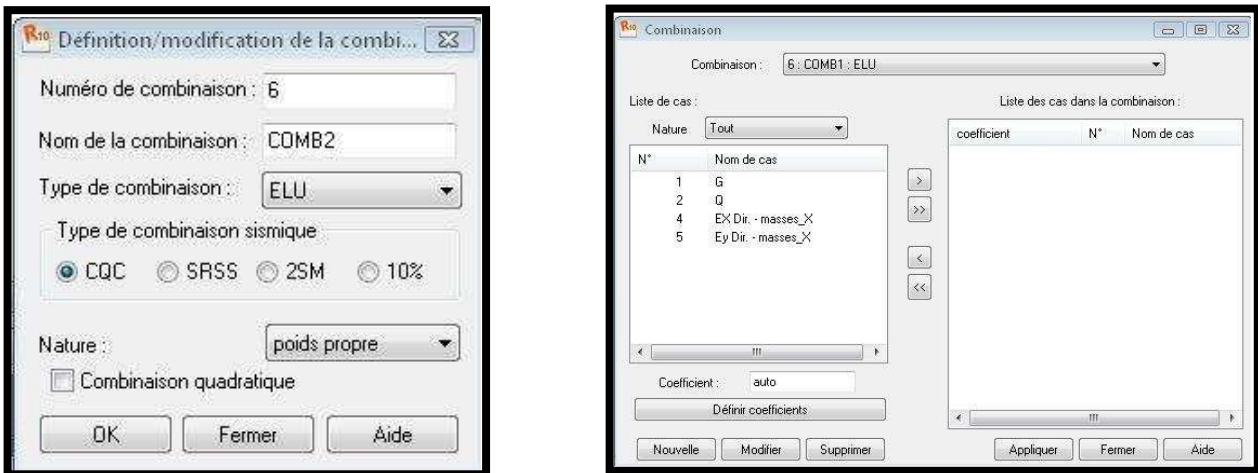 R10 Définition/modification de la combi...
Numéro de combinaison : 6
Nom de la combinaison : COMB2
Type de combinaison : ELU
Type de combinaison sismique
CQC SRSS 2SM 10%
Nature : poids propre
Combinaison quadratique
OK Fermer Aide
R10 Combinaison
Combinaison : 6 : COMB1 : ELU
Liste de cas : Liste des cas dans la combinaison :
Nature Tout
coefficient N° Nom de cas
N° Nom de cas
1 G
2 Q
4 EX Dir. - masses_X
5 Ey Dir. - masses_X
> 
>>
<
<<
Coefficient : auto
Définir coefficients
Nouvelle Modifier Supprimer Appliquer Fermer Aide